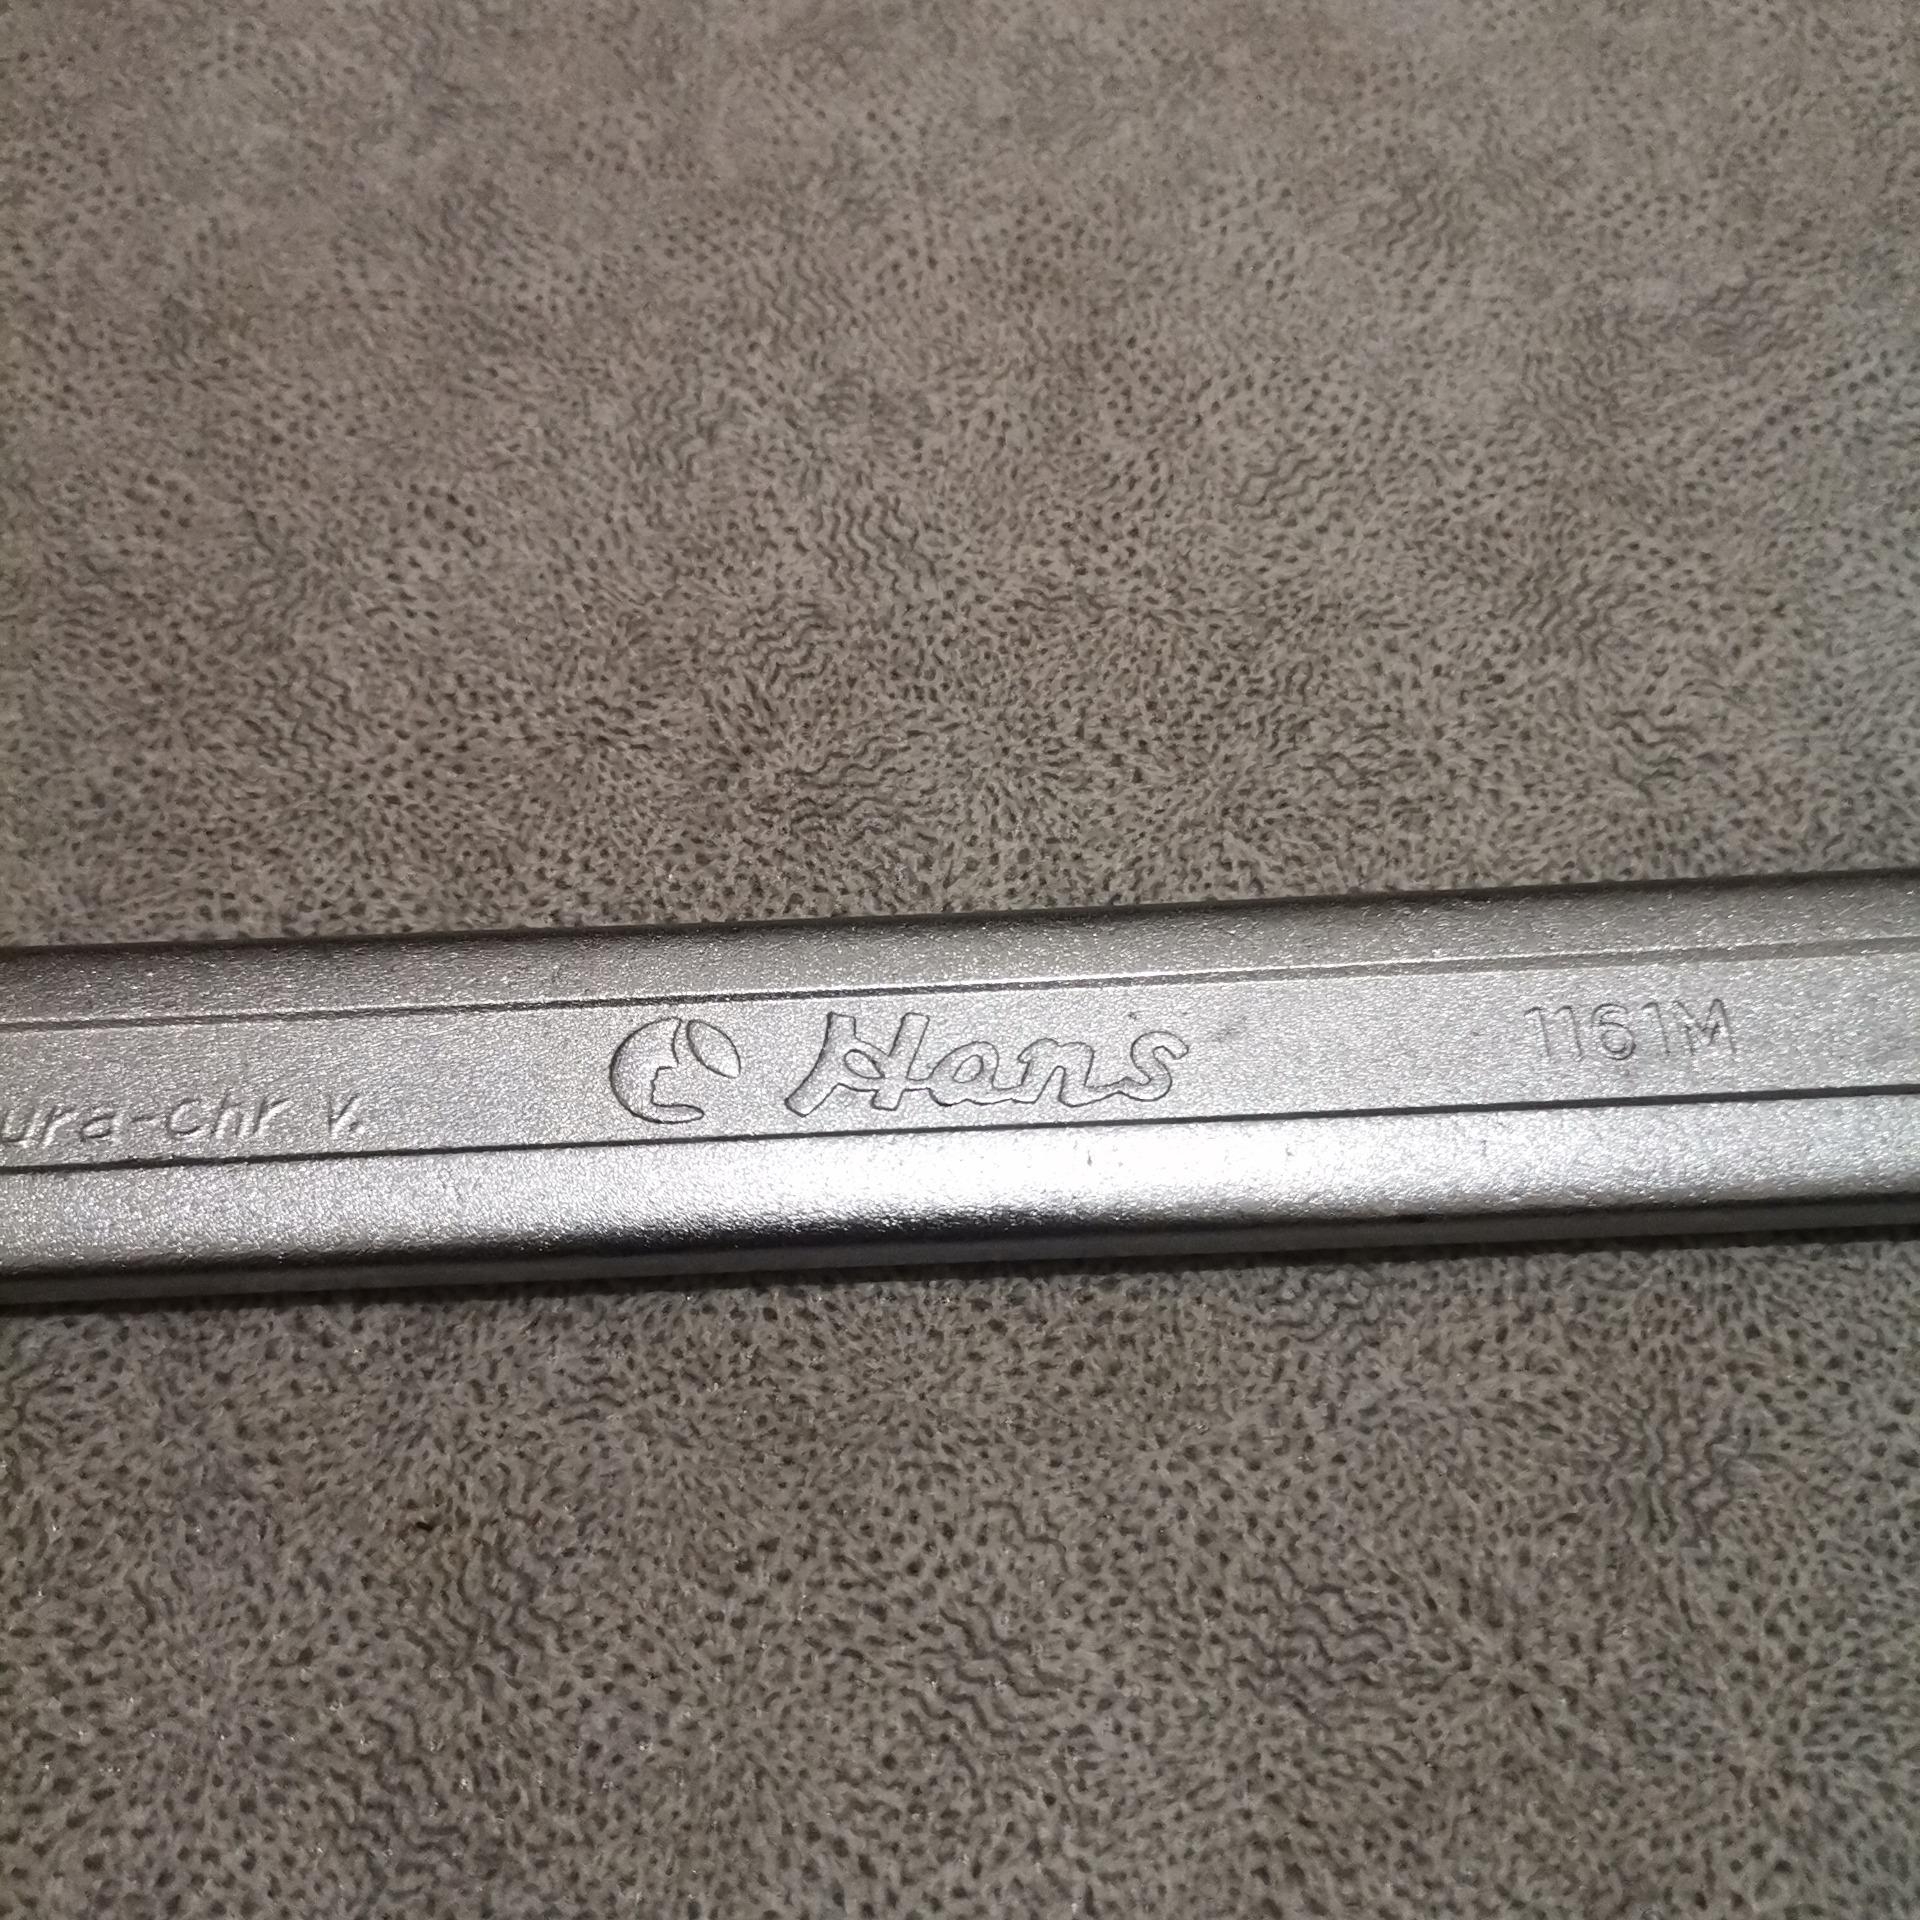 ura-Chr V. Hans 1161M